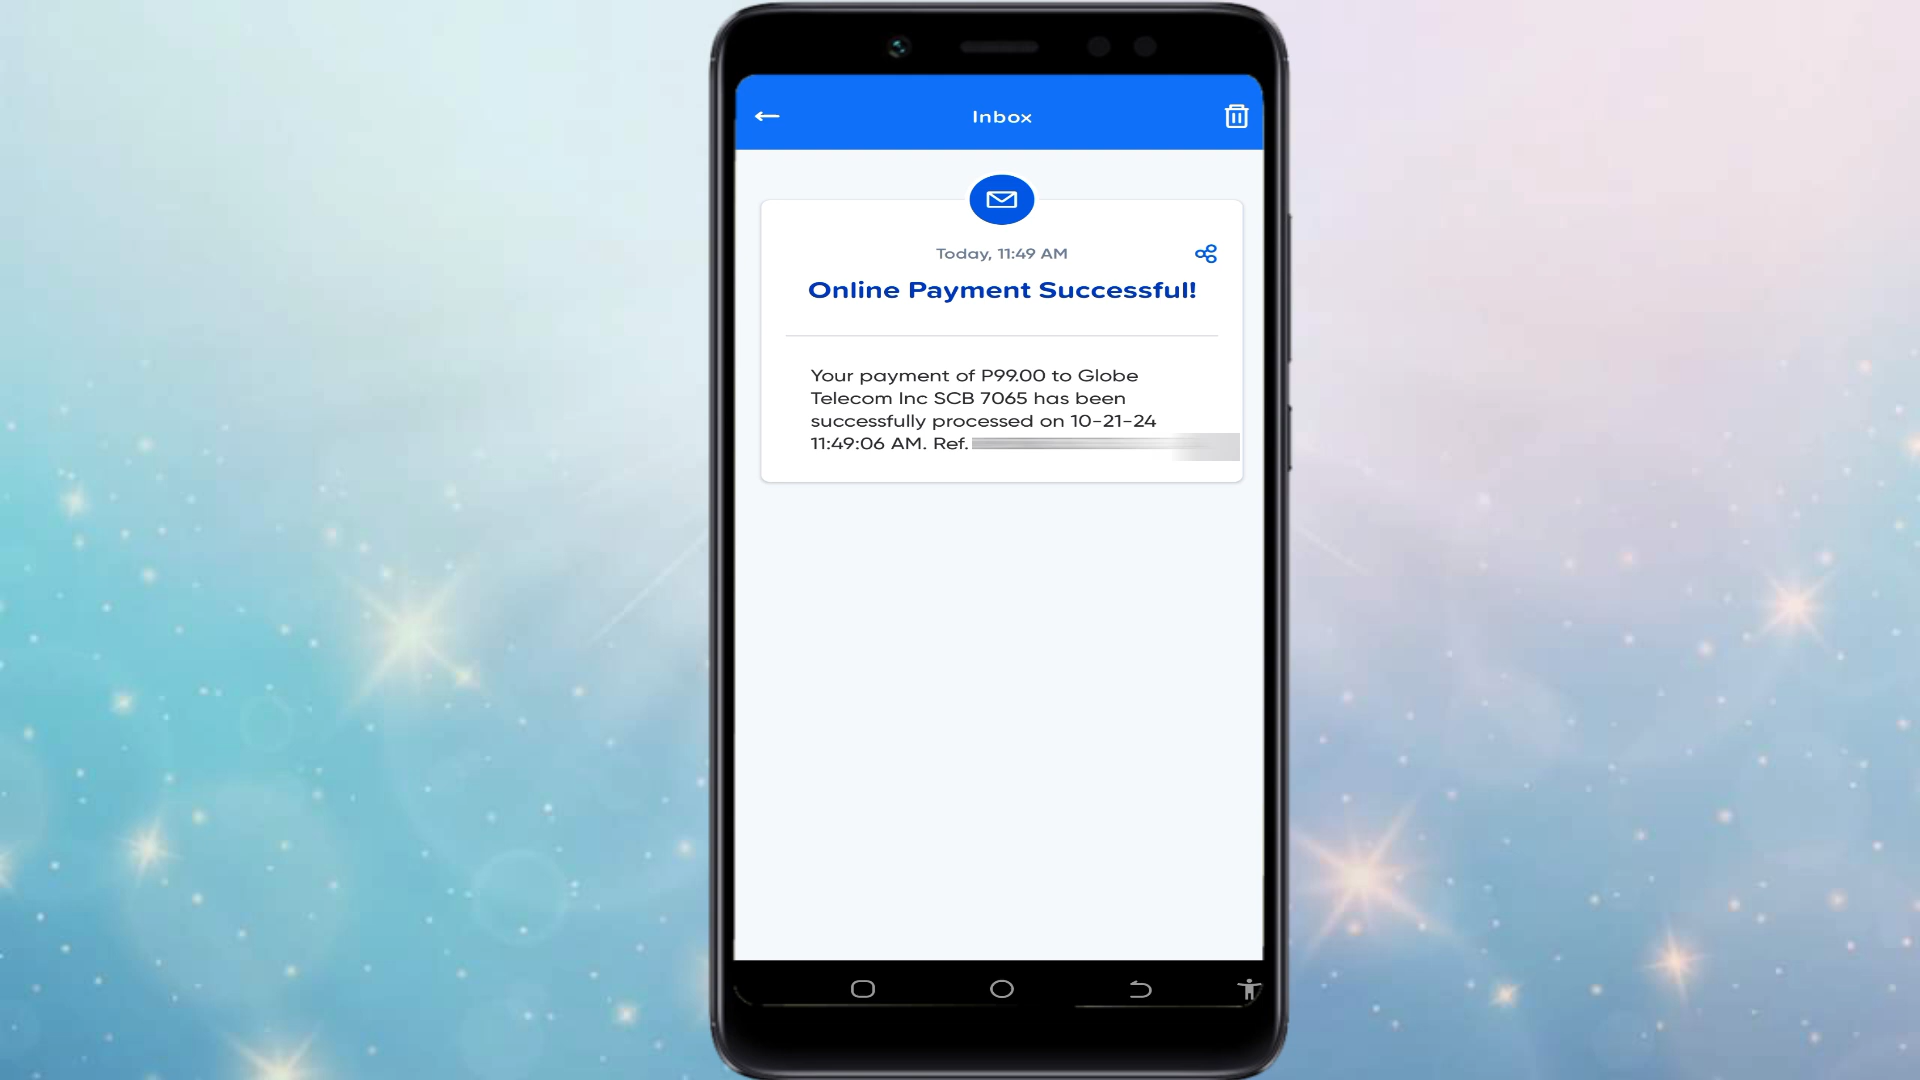 Inbox
Today, 11:49 AM
Online Payment Successful!
Your payment of P99.00 to Globe
Telecom Inc SCB 7065 has been
successfully processed on 10-21-24
11:49:06 AM. Ref.